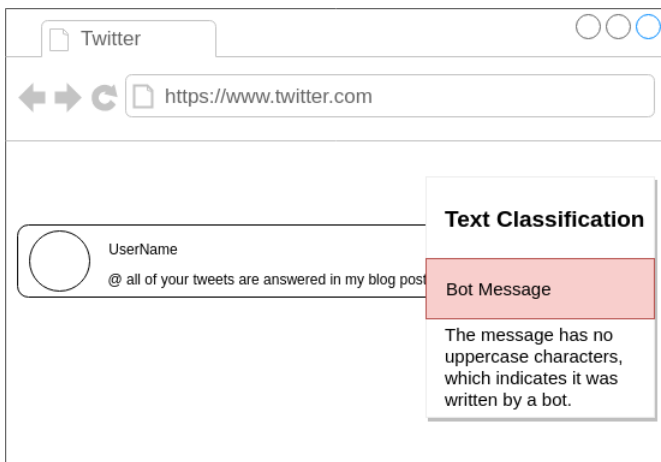 Twitter
https://www.twitter.com
UserName
@ all of your tweets are answered in my blog post
Text Classification
Bot Message
The message has no
uppercase characters,
which indicates it was
written by a bot.